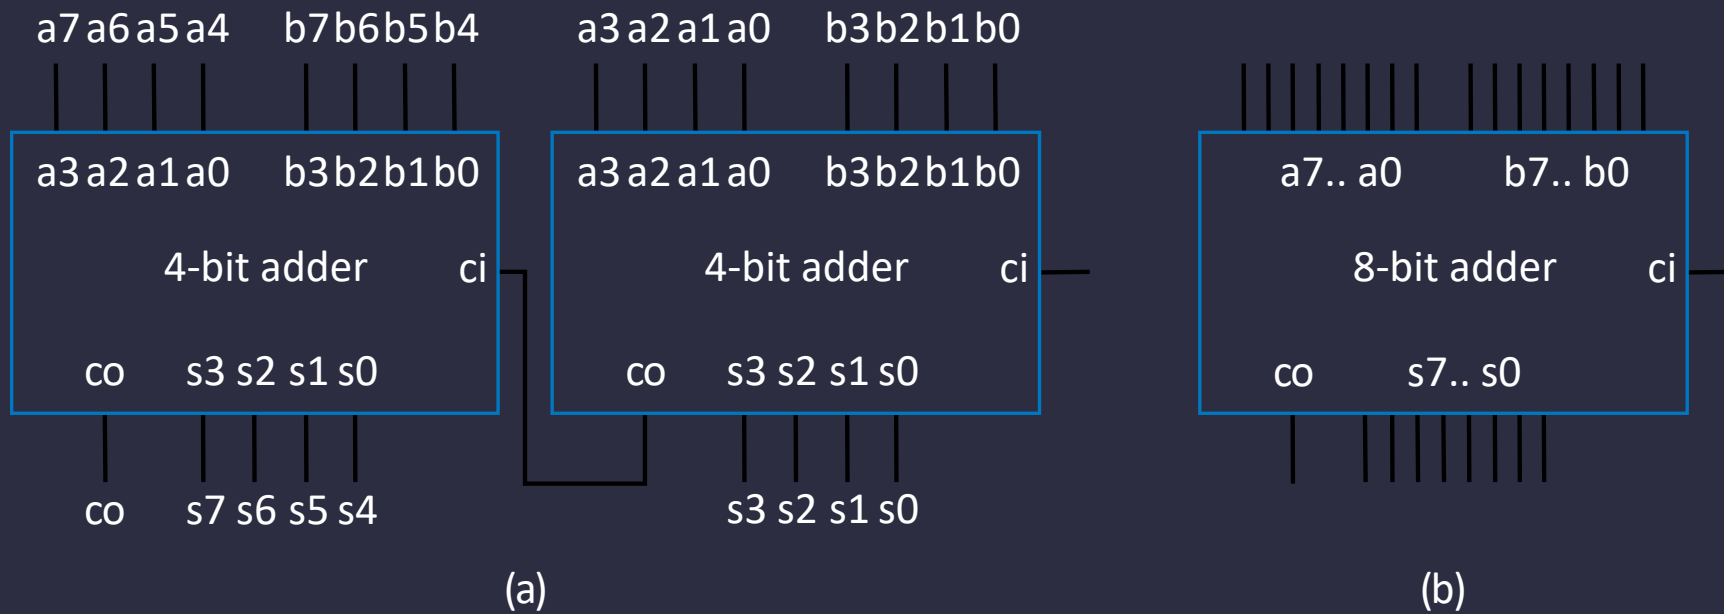 a7 a6 a5 a4 b7 b6 b5 b4 a3 a2 a1 a0 b3 b2 b1 b0
a3 a2 a1 a0 b3 b2 b1 b0 a3 a2 a1 a0 b3 b2 b1 b0 a7.. a0 b7.. b0
4-bit adder ci 4-bit adder ci 8-bit adder ci
co s3 s2 s1 s0 co s3 s2 s1 s0 co s7.. s0
co s7 s6 s5 s4 s3 s2 s1 s0
(a) (b)